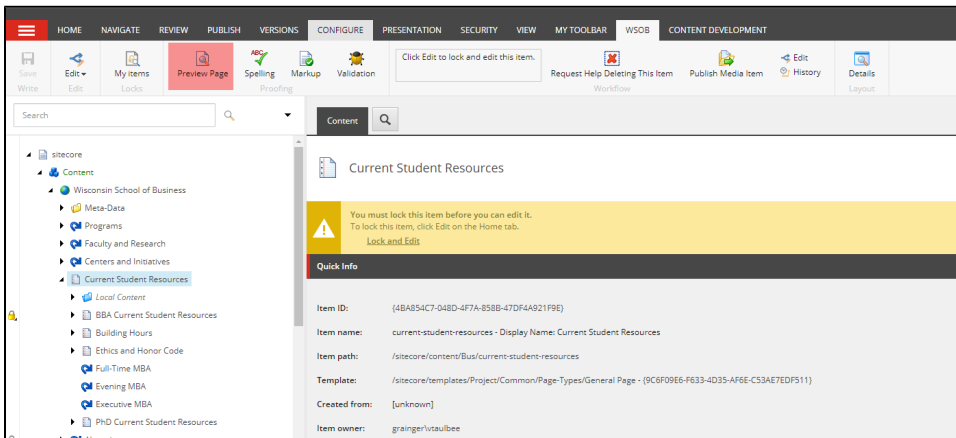 HOME NAVIGATE REVIEW PUBLISH VERSIONS CONFIGURE PRESENTATION SECURITY VIEW MY TOOLBAR WSOB CONTENT DEVELOPMENT
Save Edit My items Preview Page ABC Spelling Markup Validation Click Edit to lock and edit this item. Request Help Deleting This Item Publish Media Item Edit History Details
Write Edit Locks Proofing Workflow Layout
Search
Content
sitecore
Content
Wisconsin School of Business
Meta-Data
Programs
Faculty and Research
Centers and Initiatives
Current Student Resources
Local Content
BBA Current Student Resources
Building Hours
Ethics and Honor Code
Full-Time MBA
Evening MBA
Executive MBA
PhD Current Student Resources
Current Student Resources
You must lock this item before you can edit it.
To lock this item, click Edit on the Home tab.
Lock and Edit
Quick Info
Item ID: {4BA854C7-048D-4F7A-858B-47DF4A921F9E}
Item name: current-student-resources - Display Name: Current Student Resources
Item path: /sitecore/content/Bus/current-student-resources
Template: /sitecore/templates/Project/Common/Page-Types/General Page - {9C6F09E6-F633-4D35-AF6E-C53AE7EDF511}
Created from: [unknown]
Item owner: grainger\vtaulbee